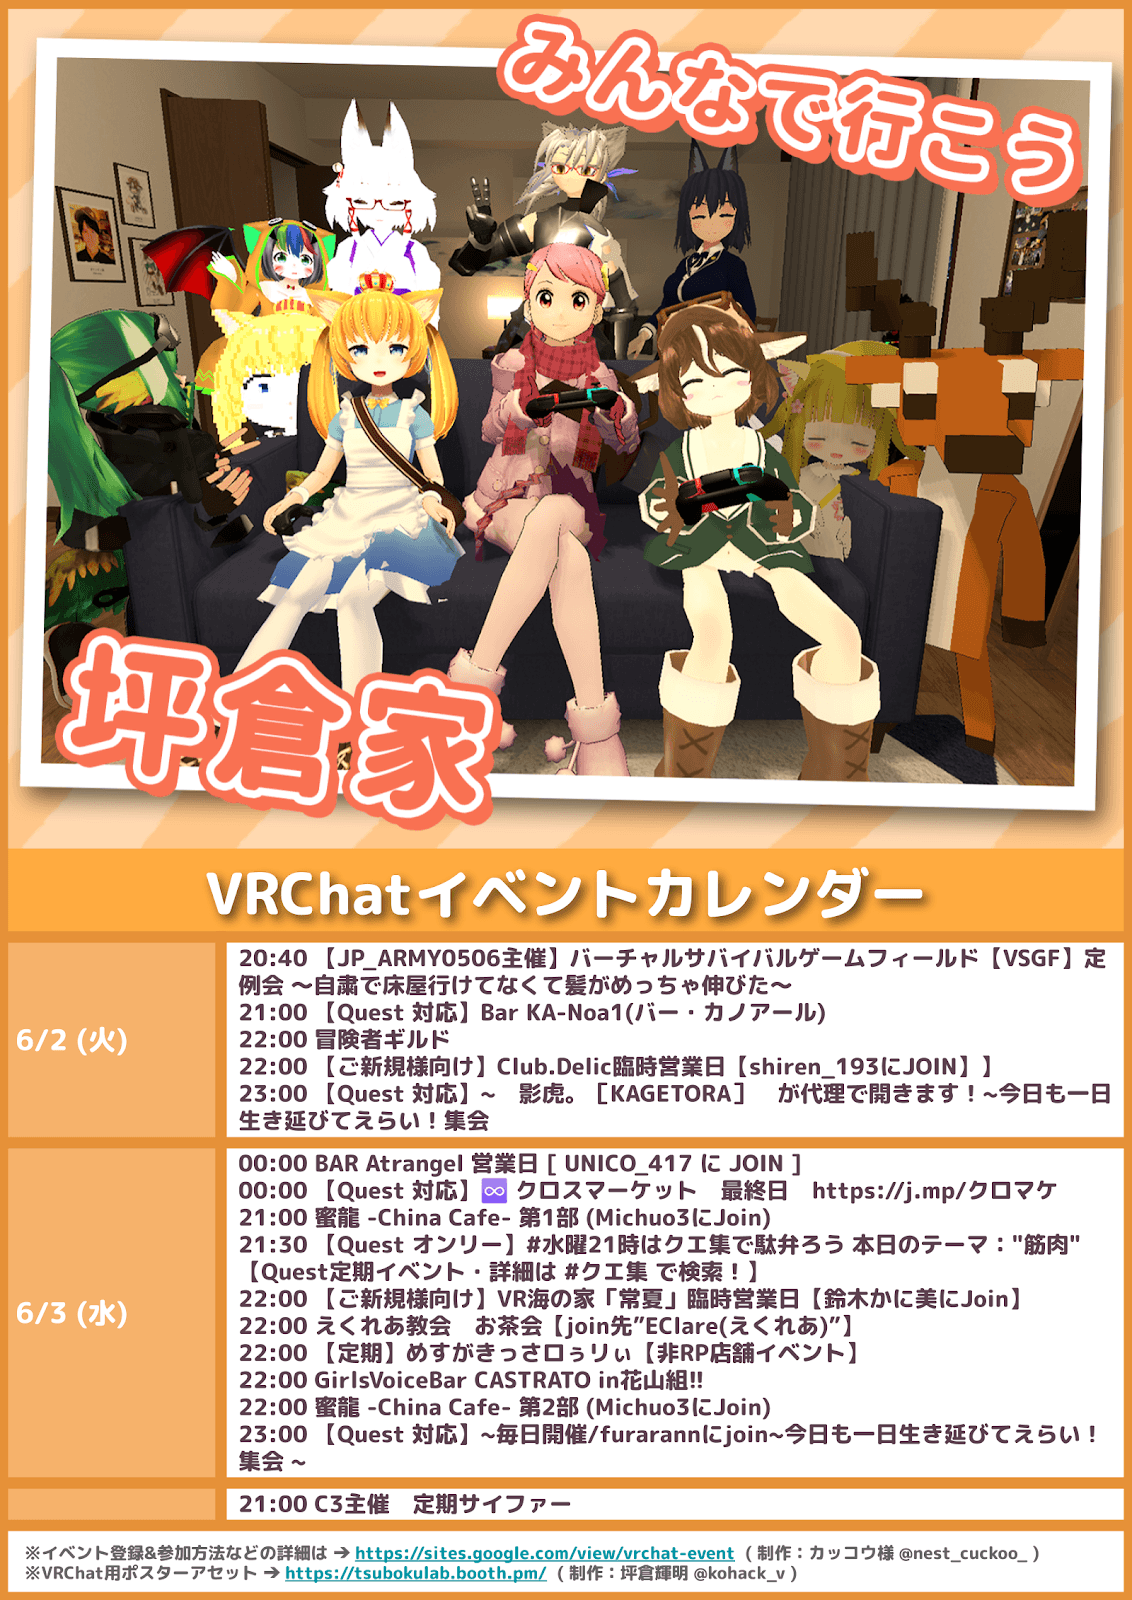 みんなで行こう
坪倉家
VRChatイベントカレンダー
6/2 (火)
20:40 【JP_ARMY0506主催】バーチャルサバイバルゲームフィールド【VSGF】定
例会 ～自粛で床屋行けてなくて髪がめっちゃ伸びた～
21:00 【Quest 対応】Bar KA-Noa1(バー・カノアール)
22:00 冒険者ギルド
22:00 【ご新規様向け】Club.Delic臨時営業日【shiren_193にJOIN】】
23:00 【Quest 対応】~　影虎。［KAGETORA］　が代理で開きます！~今日も一日
生き延びてえらい！集会
6/3 (水)
00:00 BAR Atrangel 営業日 [ UNICO_417 に JOIN ]
00:00 【Quest 対応】♾ クロスマーケット　最終日　https://j.mp/クロマケ
21:00 蜜龍 -China Cafe- 第1部 (Michuo3にJoin)
21:30 【Quest オンリー】#水曜21時はクエ集で駄弁ろう 本日のテーマ："筋肉"
【Quest定期イベント・詳細は #クエ集 で検索！】
22:00 【ご新規様向け】VR海の家「常夏」臨時営業日【鈴木かに美にJoin】
22:00 えくれあ教会　お茶会【join先”EClare(えくれあ)”】
22:00 【定期】めすがきっさロぅリぃ【非RP店舗イベント】
22:00 GirlsVoiceBar CASTRATO in花山組!!
22:00 蜜龍 -China Cafe- 第2部 (Michuo3にJoin)
23:00 【Quest 対応】~毎日開催/furarannにjoin~今日も一日生き延びてえらい！
集会 ~
21:00 C3主催　定期サイファー
※イベント登録&参加方法などの詳細は → https://sites.google.com/view/vrchat-event ( 制作：カッコウ様 @nest_cuckoo_ )
※VRChat用ポスターアセット → https://tsubokulab.booth.pm/ ( 制作：坪倉輝明 @kohack_v )